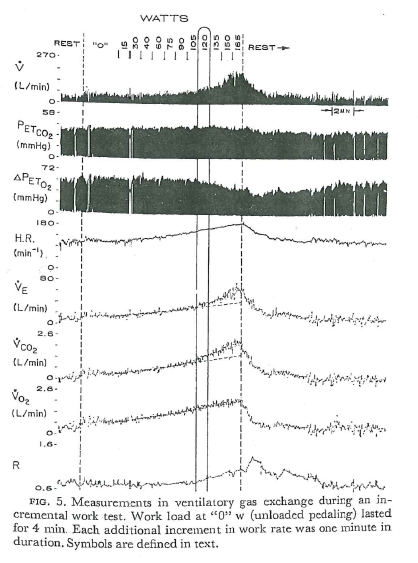 WATTS
REST "0" 15 30 45 60 75 90 105 120 135 150 165 REST→
270-
V̇
(L/min)
0
2MIN
58
PETCO2
(mmHg)
0
72
ΔPETO2
(mmHg)
0
180
H.R.
(min⁻¹)
0
80
V̇E
(L/min)
0
2.6-
V̇CO2
(L/min)
0-
2.6-
V̇O2
(L/min)
0-
1.6-
R
0.6-
FIG. 5. Measurements in ventilatory gas exchange during an in-
cremental work test. Work load at "0" w (unloaded pedaling) lasted
for 4 min. Each additional increment in work rate was one minute in
duration. Symbols are defined in text.